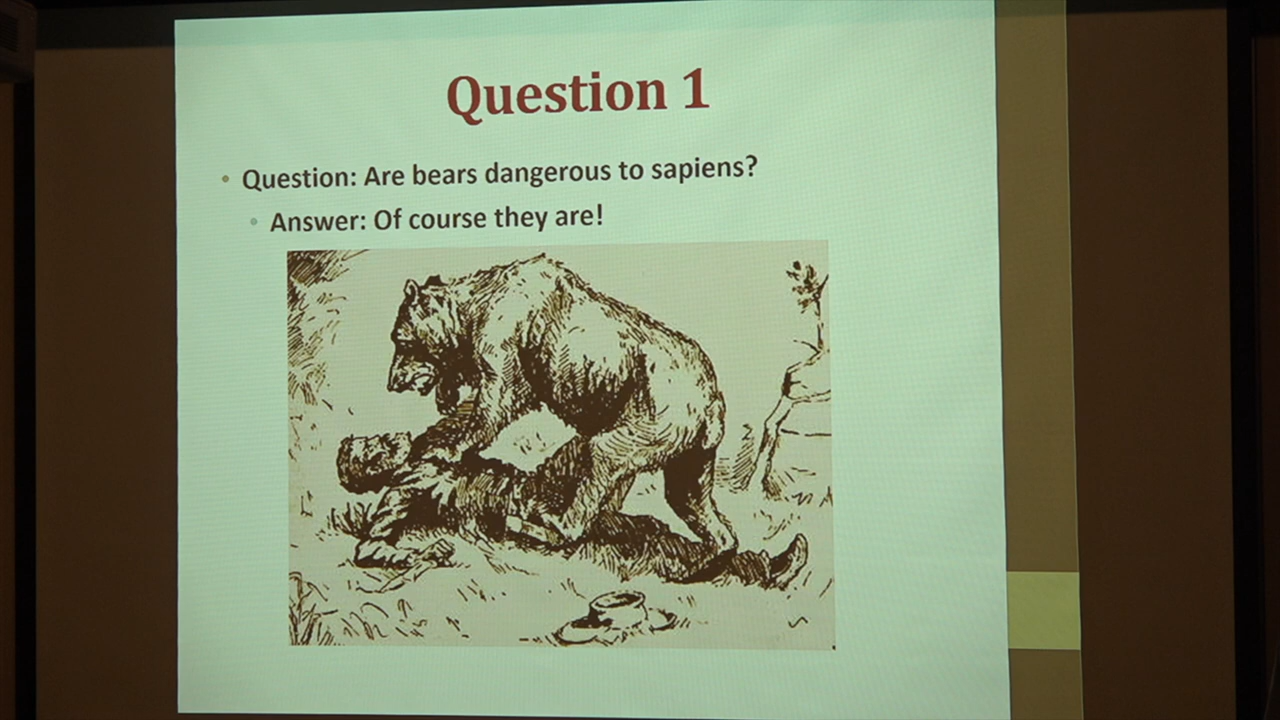 Question 1
Question: Are bears dangerous to sapiens?
Answer: Of course they are!